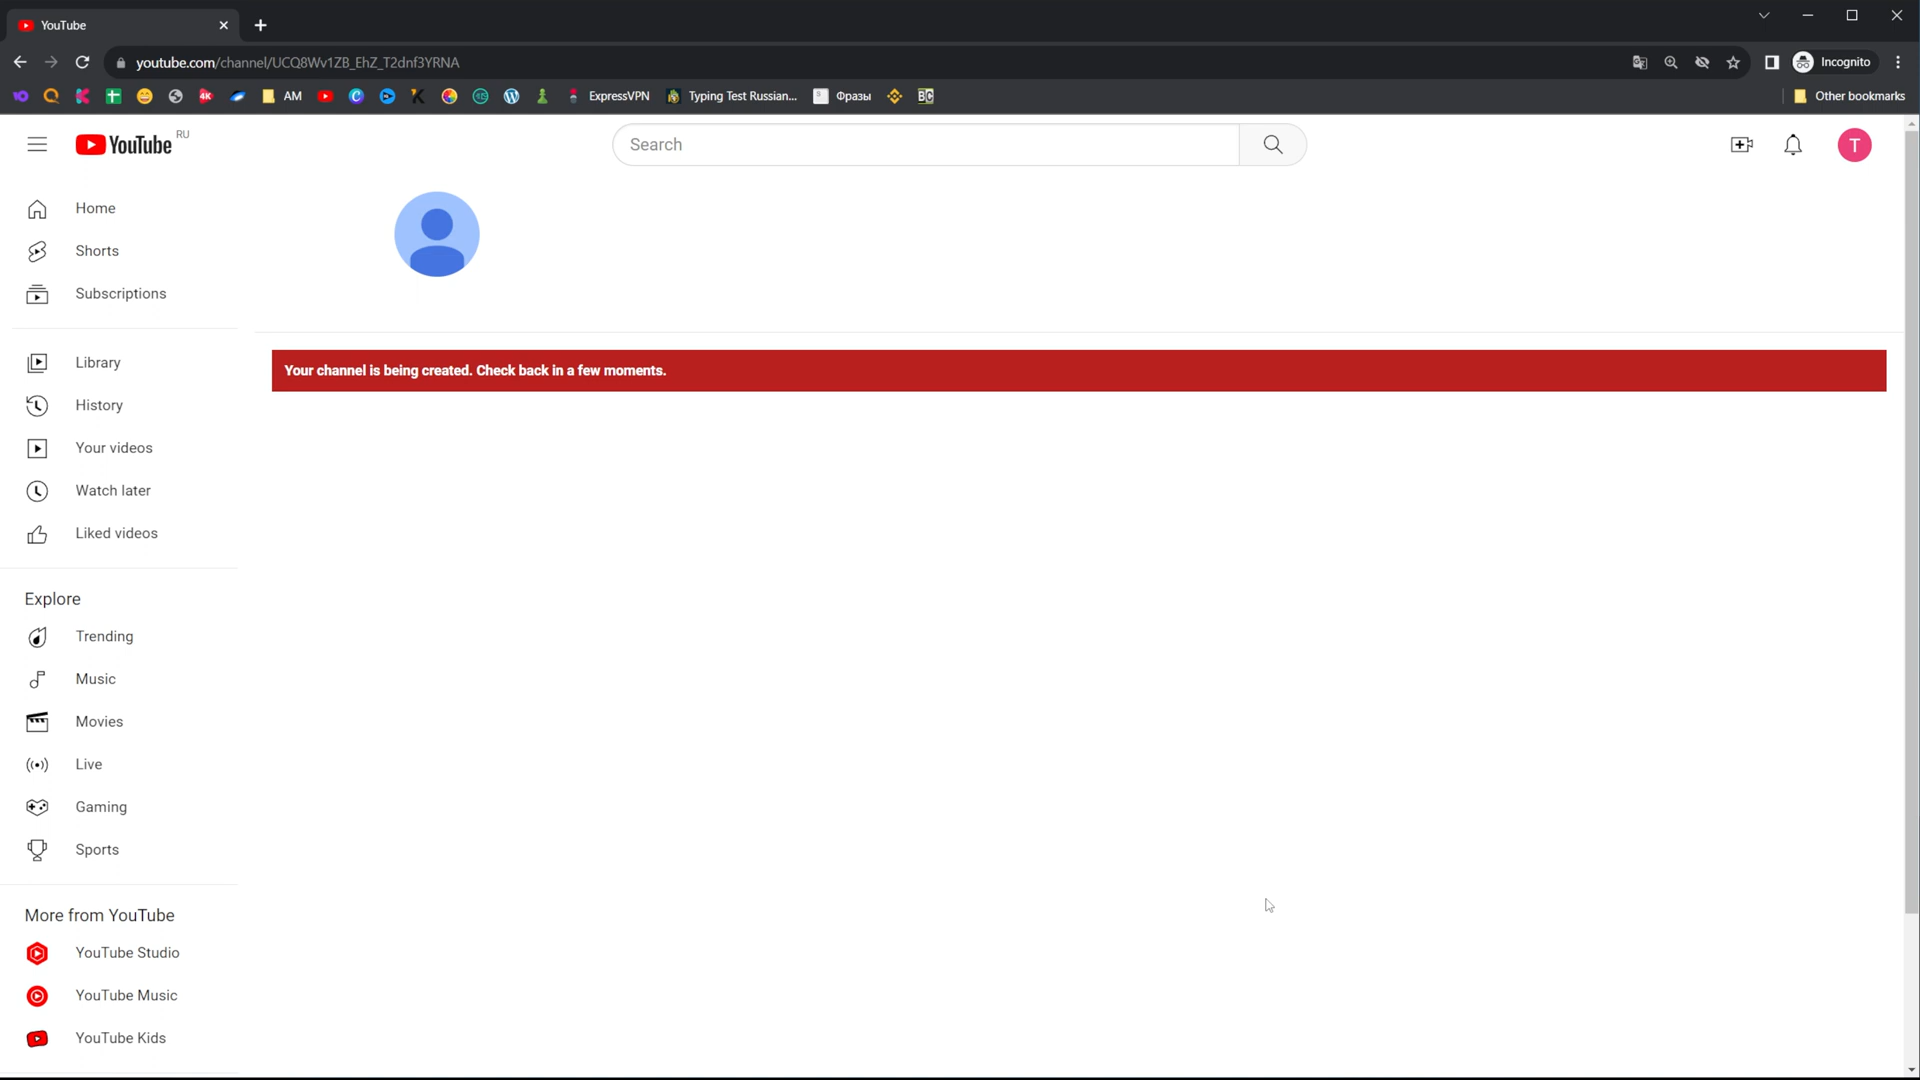 YouTube
youtube.com/channel/UCQ8Wv1ZB_EhZ_T2dnf3YRNA
Incognito
4K
AM
ExpressVPN
Typing Test Russian...
Фразы
BC
Other bookmarks
YouTube RU
Search
T
Home
Shorts
Subscriptions
Your channel is being created. Check back in a few moments.
Library
History
Your videos
Watch later
Liked videos
Explore
Trending
Music
Movies
Live
Gaming
Sports
More from YouTube
YouTube Studio
YouTube Music
YouTube Kids